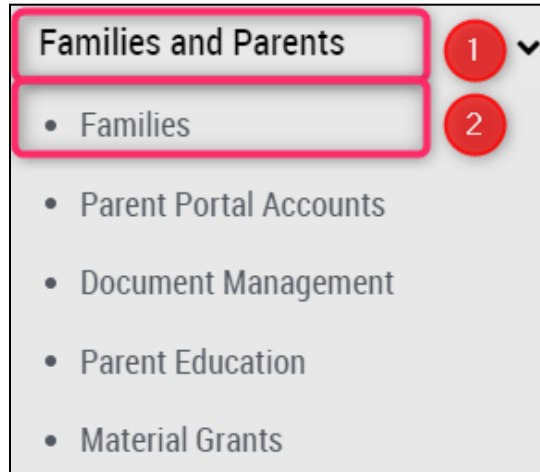 Families and Parents 1
• Families 2
• Parent Portal Accounts
• Document Management
• Parent Education
• Material Grants